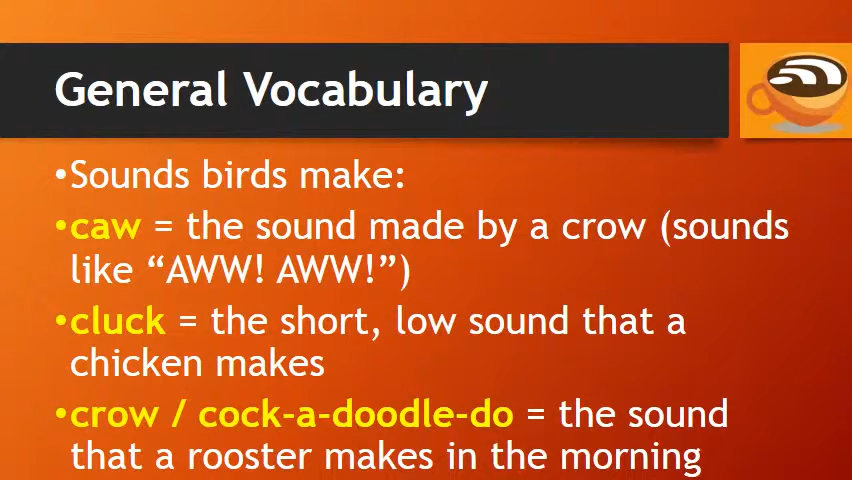 General Vocabulary
•Sounds birds make:
•caw = the sound made by a crow (sounds
like “AWW! AWW!”)
•cluck = the short, low sound that a
chicken makes
•crow / cock-a-doodle-do = the sound
that a rooster makes in the morning